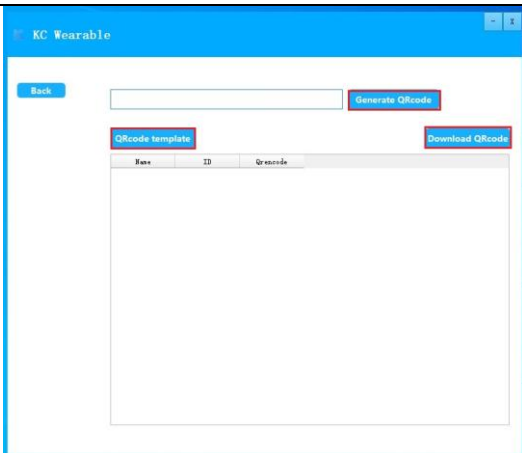 KC Wearable
Back
Generate QRcode
QRcode template
Download QRcode
Name ID Qrencode